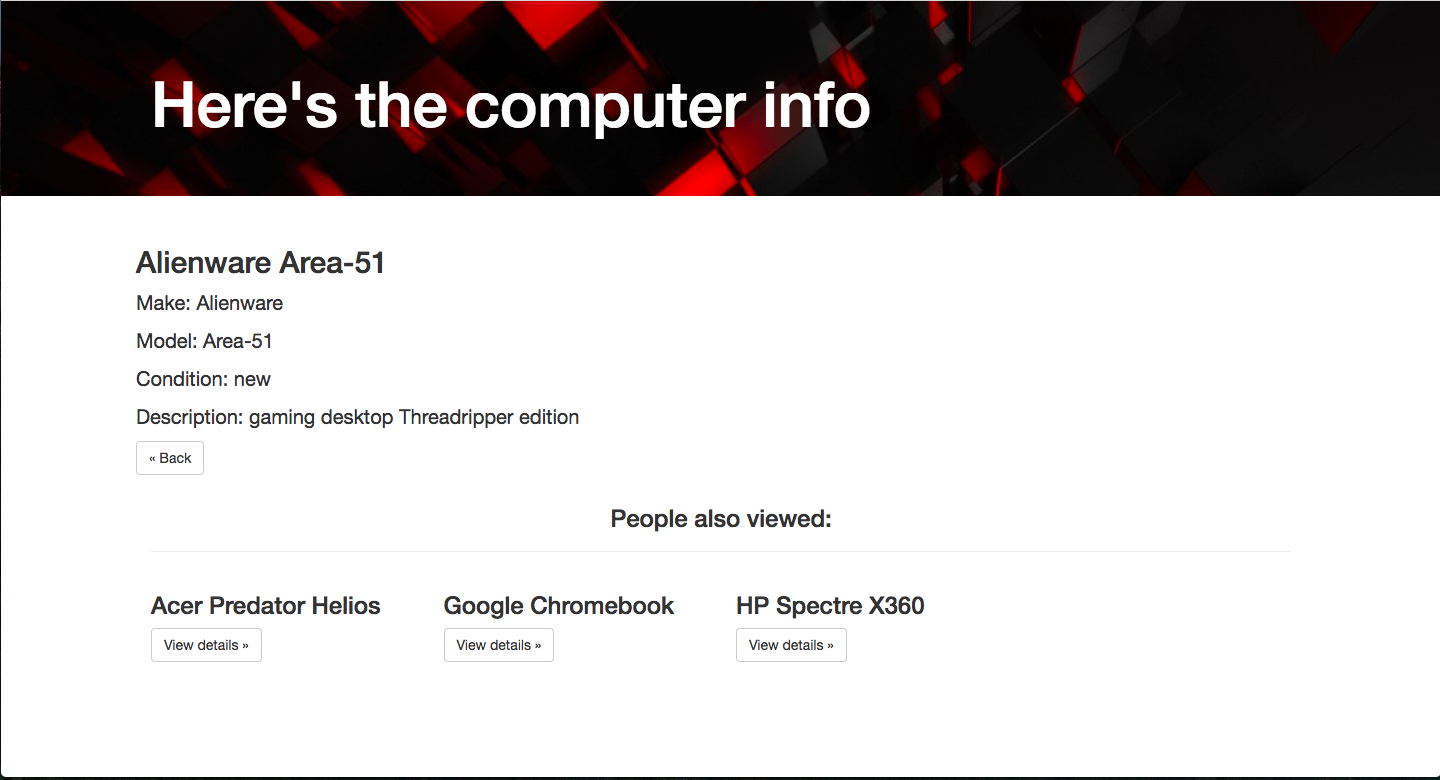 Here's the computer info
Alienware Area-51
Make: Alienware
Model: Area-51
Condition: new
Description: gaming desktop Threadripper edition
« Back
People also viewed:
Acer Predator Helios
Google Chromebook
HP Spectre X360
View details »
View details »
View details »